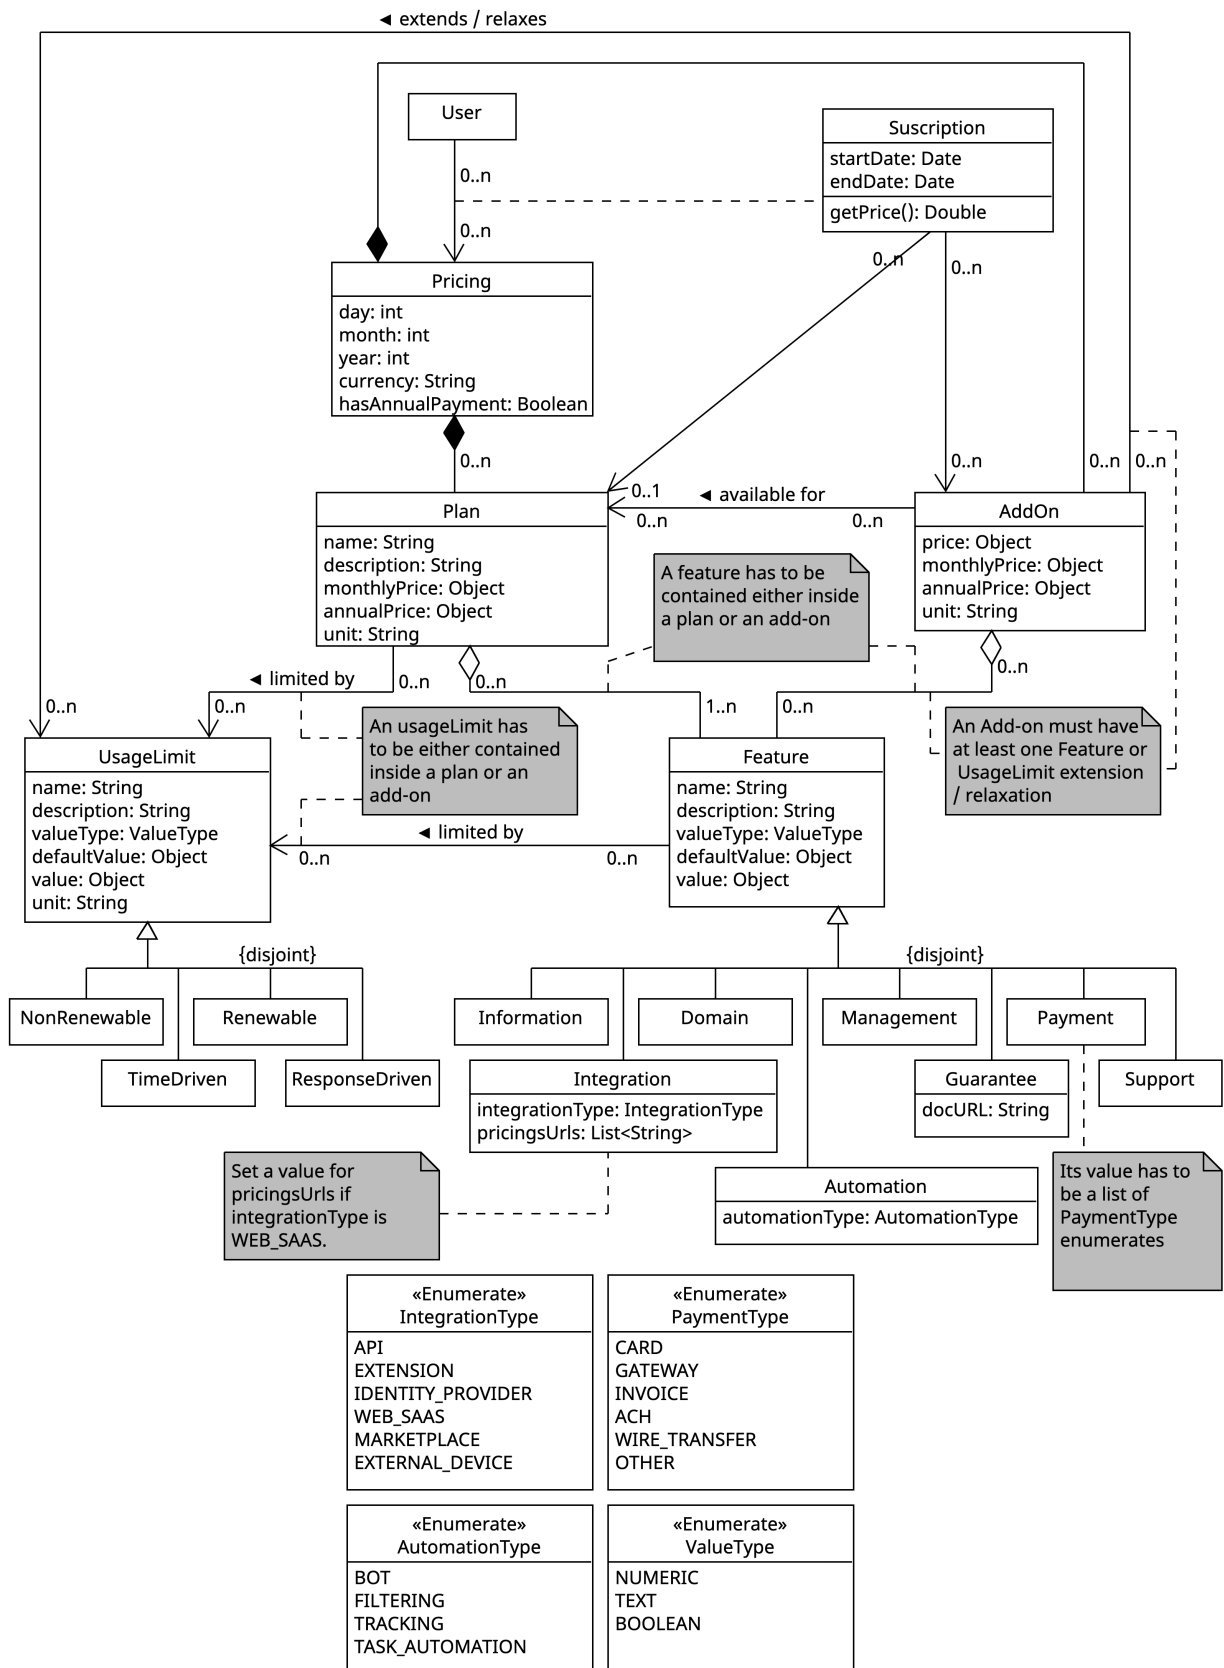 ◄ extends / relaxes
User
Suscription
startDate: Date
endDate: Date
getPrice(): Double
0..n
0..n
0..n
0..n
Pricing
day: int
month: int
year: int
currency: String
hasAnnualPayment: Boolean
0..n
0..n
0..n
0..n
0..1
◄ available for
0..n
0..n
Plan
name: String
description: String
monthlyPrice: Object
annualPrice: Object
unit: String
AddOn
price: Object
monthlyPrice: Object
annualPrice: Object
unit: String
A feature has to be
contained either inside
a plan or an add-on
◄ limited by
0..n
0..n
0..n
0..n
0..n
1..n
0..n
UsageLimit
name: String
description: String
valueType: ValueType
defaultValue: Object
value: Object
unit: String
An usageLimit has
to be either contained
inside a plan or an
add-on
Feature
name: String
description: String
valueType: ValueType
defaultValue: Object
value: Object
An Add-on must have
at least one Feature or
UsageLimit extension
/ relaxation
◄ limited by
0..n
0..n
{disjoint}
{disjoint}
NonRenewable
Renewable
TimeDriven
ResponseDriven
Information
Domain
Management
Payment
Integration
integrationType: IntegrationType
pricingsUrls: List<String>
Guarantee
docURL: String
Support
Set a value for
pricingsUrls if
integrationType is
WEB_SAAS.
Automation
automationType: AutomationType
Its value has to
be a list of
PaymentType
enumerates
«Enumerate»
IntegrationType
API
EXTENSION
IDENTITY_PROVIDER
WEB_SAAS
MARKETPLACE
EXTERNAL_DEVICE
«Enumerate»
PaymentType
CARD
GATEWAY
INVOICE
ACH
WIRE_TRANSFER
OTHER
«Enumerate»
AutomationType
BOT
FILTERING
TRACKING
TASK_AUTOMATION
«Enumerate»
ValueType
NUMERIC
TEXT
BOOLEAN